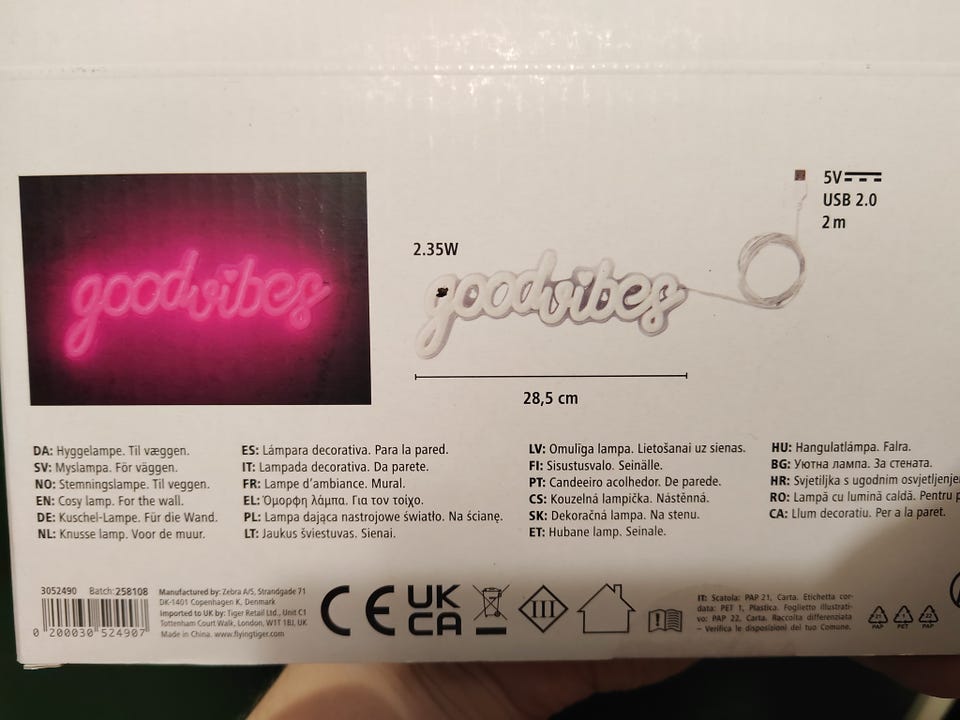 goodvibes
2.35W
goodvibes
5V
USB 2.0
2 m
28,5 cm
DA: Hyggelampe. Til væggen.
SV: Myslampa. För väggen.
NO: Stemningslampe. Til veggen.
EN: Cosy lamp. For the wall.
DE: Kuschel-Lampe. Für die Wand.
NL: Knusse lamp. Voor de muur.
ES: Lámpara decorativa. Para la pared.
IT: Lampada decorativa. Da parete.
FR: Lampe d'ambiance. Mural.
EL: Όμορφη λάμπα. Για τον τοίχο.
PL: Lampa dająca nastrojowe światło. Na ścianę.
LT: Jaukus šviestuvas. Sienai.
LV: Omulīga lampa. Lietošanai uz sienas.
FI: Sisustusvalo. Seinälle.
PT: Candeeiro acolhedor. De parede.
CS: Kouzelná lampička. Nástěnná.
SK: Dekoračná lampa. Na stenu.
ET: Hubane lamp. Seinale.
HU: Hangulatlámpa. Falra.
BG: Уютна лампа. За стената.
HR: Svjetiljka s ugodnim osvjetljenjem
RO: Lampă cu lumină caldă. Pentru
CA: Llum decoratiu. Per a la paret.
3052490 Batch:258108
0 200030 524907
Manufactured by: Zebra A/S, Strandgade 71
DK-1401 Copenhagen K, Denmark
Imported to UK by: Tiger Retail Ltd., Unit C1
Tottenham Court Walk, London, W1T 1BJ, UK
Made in China. www.flyingtiger.com
CE
UK
CA
III
IT: Scatola: PAP 21, Carta. Etichetta cor-
data: PET 1, Plastica. Foglietto illustrati-
vo: PAP 22, Carta. Raccolta differenziata
– Verifica le disposizioni del tuo Comune.
21
PAP
1
PET
22
PAP